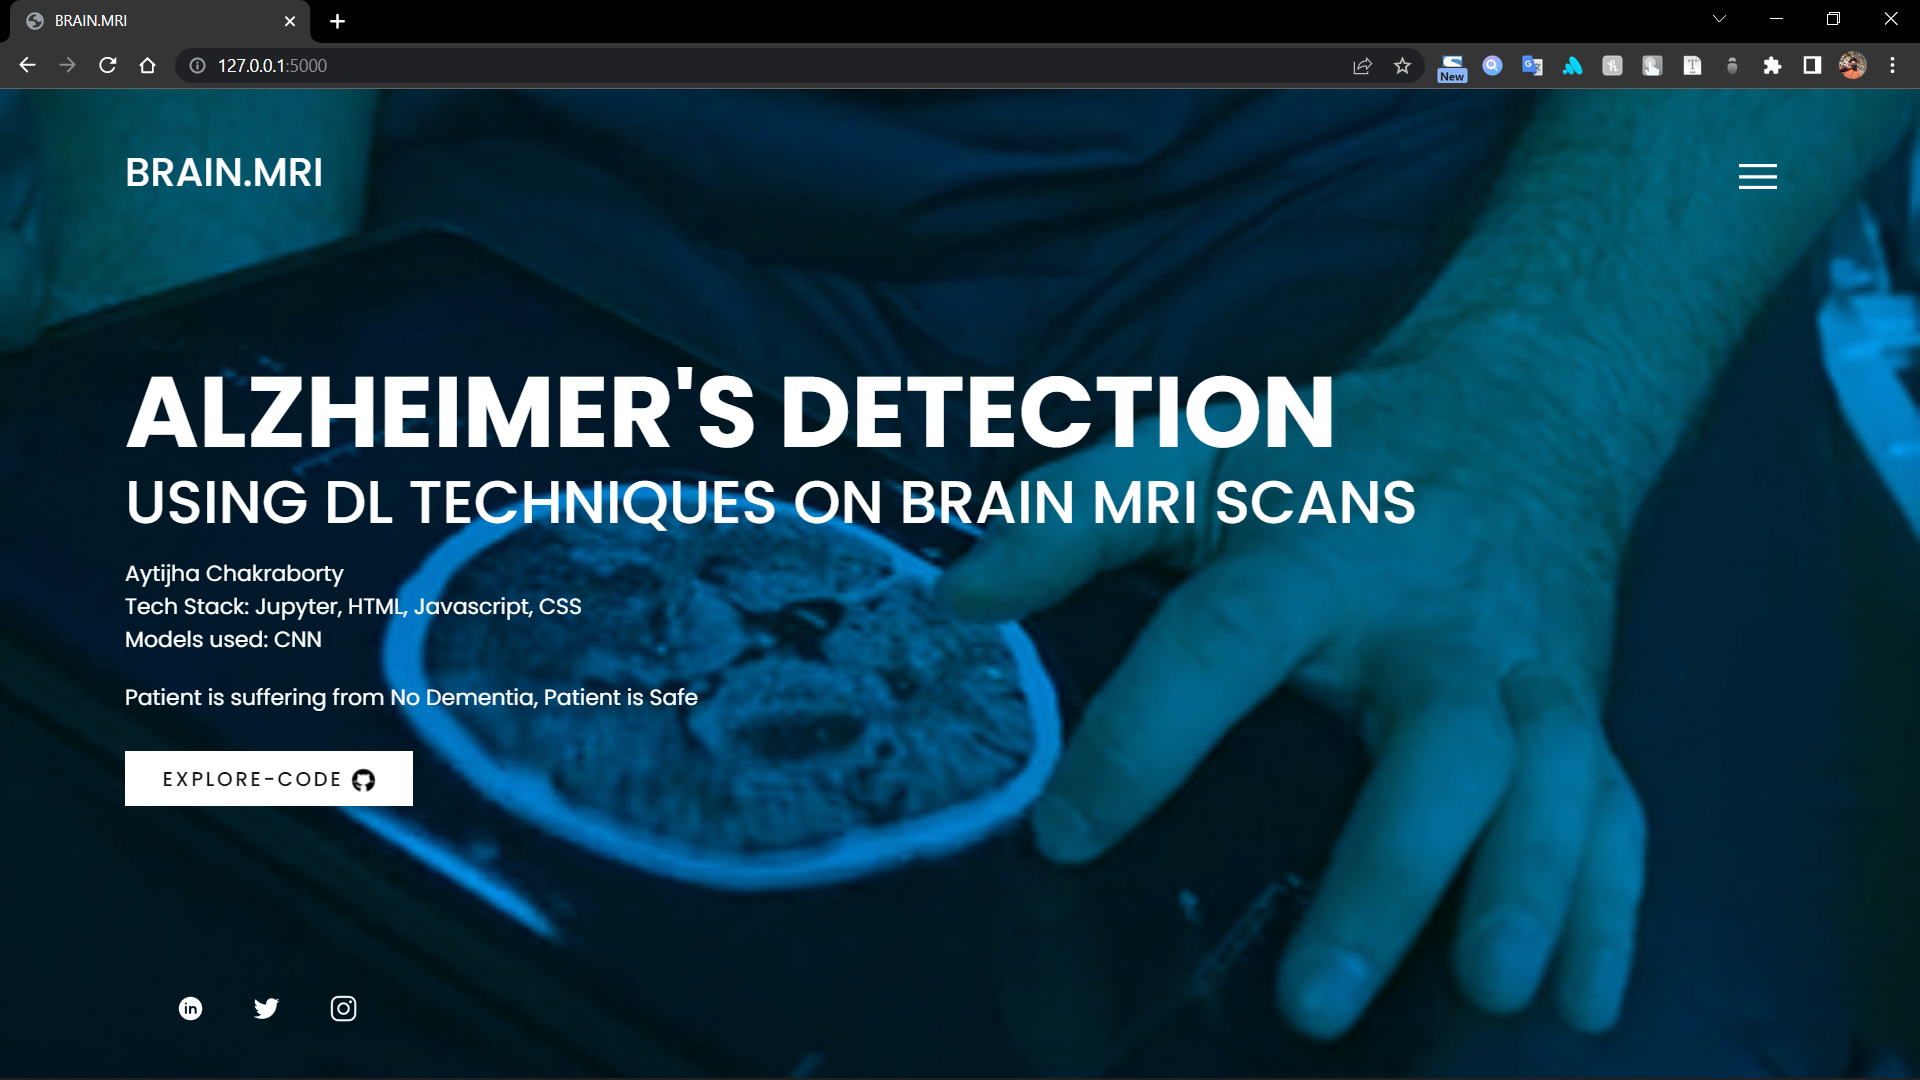 BRAIN.MRI
127.0.0.1:5000
New
BRAIN.MRI
ALZHEIMER'S DETECTION
USING DL TECHNIQUES ON BRAIN MRI SCANS
Aytijha Chakraborty
Tech Stack: Jupyter, HTML, Javascript, CSS
Models used: CNN
Patient is suffering from No Dementia, Patient is Safe
EXPLORE-CODE
in